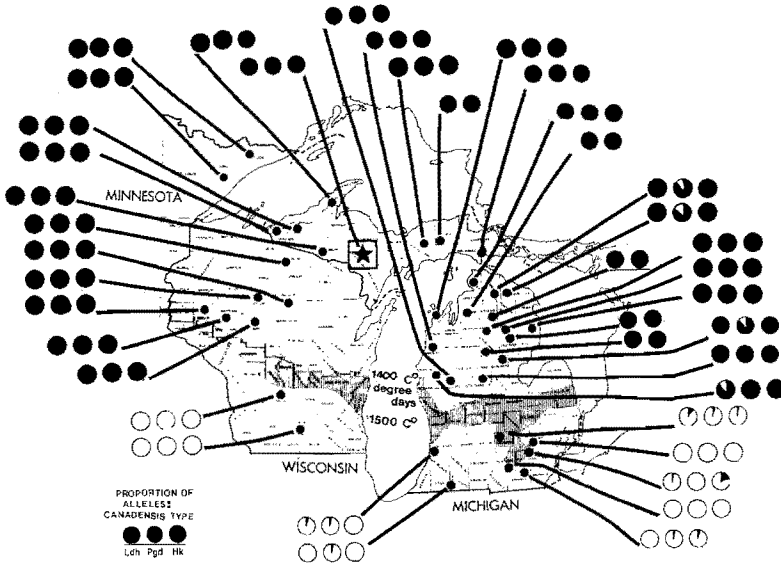 MINNESOTA
1400 C°
degree
days
1500 C°
WISCONSIN
MICHIGAN
PROPORTION OF
ALLELES:
CANADENSIS TYPE
Ldh Pgd Hk